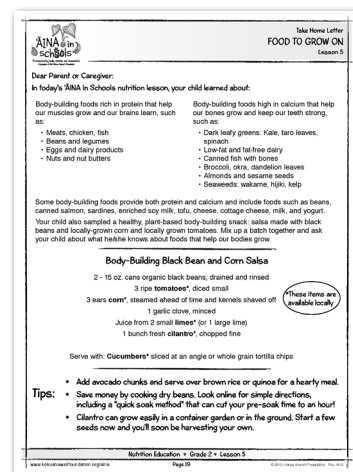 'ĀINA in
schools
Take Home Letter
FOOD TO GROW ON
Lesson 5
Dear Parent or Caregiver:
In today's 'ĀINA In Schools nutrition lesson, your child learned about:
Body-building foods rich in protein that help
our muscles grow and our brains learn, such
as:
• Meats, chicken, fish
• Beans and legumes
• Eggs and dairy products
• Nuts and nut butters
Body-building foods high in calcium that help
our bones grow and keep our teeth strong,
such as:
• Dark leafy greens: Kale, taro leaves,
spinach
• Low-fat and fat-free dairy
• Canned fish with bones
• Broccoli, okra, dandelion leaves
• Almonds and sesame seeds
• Seaweeds: wakame, hijiki, kelp
Some body-building foods provide both protein and calcium and include foods such as beans,
canned salmon, sardines, enriched soy milk, tofu, cheese, cottage cheese, milk, and yogurt.
Your child also sampled a healthy, plant-based body-building snack: salsa made with black
beans and locally-grown corn and locally grown tomatoes. Mix up a batch together and ask
your child about what he/she knows about foods that help our bodies grow.
Body-Building Black Bean and Corn Salsa
2 - 15 oz. cans organic black beans, drained and rinsed
3 ripe tomatoes*, diced small
3 ears corn*, steamed ahead of time and kernels shaved off
1 garlic clove, minced
Juice from 2 small limes* (or 1 large lime)
1 bunch fresh cilantro*, chopped fine
*These items are
available locally
Serve with: Cucumbers* sliced at an angle or whole grain tortilla chips
Tips:
• Add avocado chunks and serve over brown rice or quinoa for a hearty meal.
• Save money by cooking dry beans. Look online for simple directions,
including a "quick soak method" that can cut your pre-soak time to an hour!
• Cilantro can grow easily in a container garden or in the ground. Start a few
seeds now and you'll soon be harvesting your own.
Nutrition Education • Grade 2 • Lesson 5
www.kokuahawaiifoundation.org/aina
Page 19